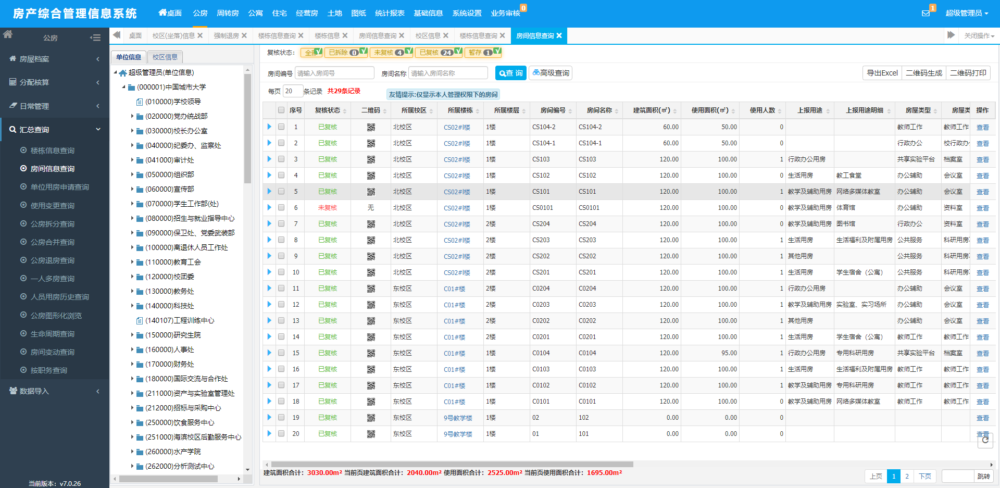 房产综合管理信息系统 桌面 公房 周转房 公寓 住宅 经营房 土地 图纸 统计报表 基础信息 系统设置 业务审核 0 1 超级管理员
公房 桌面 校区(坐落)信息 强制退房 楼栋信息查询 楼栋信息 房间信息查询 校区信息 楼栋信息查询 房间信息查询 关闭操作
房屋档案
分配核算
日常管理
汇总查询
楼栋信息查询
房间信息查询
单位用房申请查询
使用变更查询
公房拆分查询
公房合并查询
公房退房查询
一人多房查询
人员用房历史查询
公房图形化浏览
生命周期查询
房间变动查询
按职务查询
数据导入
当前版本：v7.0.26
单位信息 校区信息
超级管理员(单位信息)
(000001)中国城市大学
(010000)学校领导
(020000)党办统战部
(030000)校长办公室
(040000)纪委办、监察处
(041000)审计处
(050000)组织部
(060000)宣传部
(070000)学生工作部(处)
(080000)招生与就业指导中心
(090000)保卫处、党委武装部
(100000)离退休人员工作处
(110000)教育工会
(120000)校团委
(130000)教务处
(140000)科技处
(140107)工程训练中心
(150000)研究生院
(160000)人事处
(170000)财务处
(180000)国际交流与合作处
(211000)资产与实验室管理处
(212000)招标与采购中心
(250000)饮食服务中心
(251000)海滨校区后勤服务中心
(260000)水产学院
(262000)分析测试中心
复核状态： 全部 已拆除 0 未复核 4 已复核 24 暂存 1
房间编号 请输入房间号 房间名称 请输入房间名称 查 询 高级查询 导出Excel 二维码生成 二维码打印
每页 20 条记录 共29条记录 友情提示:仅显示本人管理权限下的房间
序号 复核状态 二维码 所属校区 所属楼栋 所属楼层 房间编号 房间名称 建筑面积(㎡) 使用面积(㎡) 使用人数 上报用途 上报用途明细 房屋类型 房屋类 操作
1 已复核 北校区 CS02#楼 1楼 CS104-2 CS104-2 60.00 50.00 0 教师工作 教师工作 查看
2 已复核 北校区 CS02#楼 1楼 CS104-1 CS104-1 60.00 50.00 0 行政办公 校行政办 查看
3 已复核 北校区 CS02#楼 1楼 CS103 CS103 120.00 100.00 1 行政办公用房 共享实验平台 档案室 查看
4 已复核 北校区 CS02#楼 1楼 CS102 CS102 120.00 100.00 0 生活用房 教工食堂 办公辅助 会议室 查看
5 已复核 北校区 CS02#楼 1楼 CS101 CS101 120.00 100.00 1 教学及辅助用房 网络多媒体教室 办公辅助 会议室 查看
6 未复核 无 北校区 CS02#楼 1楼 CS0101 CS0101 120.00 100.00 0 教学及辅助用房 体育馆 办公辅助 资料室 查看
7 已复核 北校区 CS02#楼 2楼 CS204 CS204 120.00 100.00 0 教学及辅助用房 图书馆 行政办公 资料室 查看
8 已复核 北校区 CS02#楼 2楼 CS203 CS203 120.00 100.00 1 生活用房 生活福利及附属用房 公共服务 科研用房 查看
9 已复核 北校区 CS02#楼 2楼 CS202 CS202 120.00 100.00 1 其他用房 公共服务 科研用房 查看
10 已复核 北校区 CS02#楼 2楼 CS201 CS201 120.00 100.00 1 生活用房 学生宿舍（公寓） 公共服务 科研用房 查看
11 已复核 东校区 C01#楼 2楼 C0204 C0204 120.00 100.00 1 行政办公用房 办公辅助 会议室 查看
12 已复核 东校区 C01#楼 2楼 C0203 C0203 120.00 100.00 1 教学及辅助用房 实验室、实习场所 办公辅助 会议室 查看
13 已复核 东校区 C01#楼 2楼 C0202 C0202 120.00 100.00 1 其他用房 办公辅助 会议室 查看
14 已复核 东校区 C01#楼 2楼 C0201 C0201 120.00 100.00 1 生活用房 学生宿舍（公寓） 教师工作 教师工作 查看
15 已复核 东校区 C01#楼 1楼 C0104 C0104 120.00 95.00 1 行政办公用房 专用科研用房 共享实验平台 档案室 查看
16 已复核 东校区 C01#楼 1楼 C0103 C0103 120.00 100.00 1 生活用房 生活福利及附属用房 教师工作 教师工作 查看
17 已复核 东校区 C01#楼 1楼 C0102 C0102 120.00 100.00 1 教学及辅助用房 专用科研用房 教师工作 教师工作 查看
18 已复核 东校区 C01#楼 1楼 C0101 C0101 120.00 100.00 0 教学及辅助用房 网络多媒体教室 教师工作 教师工作 查看
19 已复核 东校区 9号教学楼 1楼 02 102 0.00 0.00 0 查看
20 已复核 东校区 9号教学楼 1楼 01 101 0.00 0.00 0 查看
建筑面积合计：3030.00m² 当前页建筑面积合计：2040.00m² 使用面积合计：2525.00m² 当前页使用面积合计：1695.00m²
上页 1 2 下页 跳转